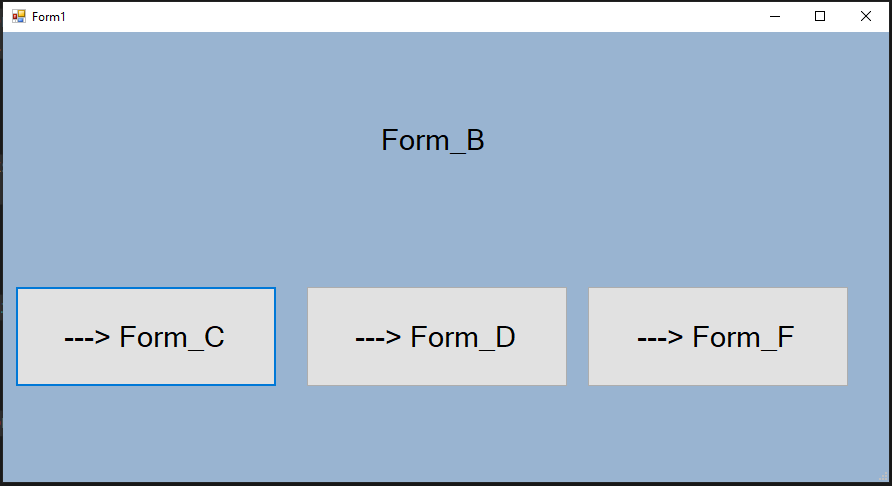 Form1
Form_B
---> Form_C
---> Form_D
---> Form_F